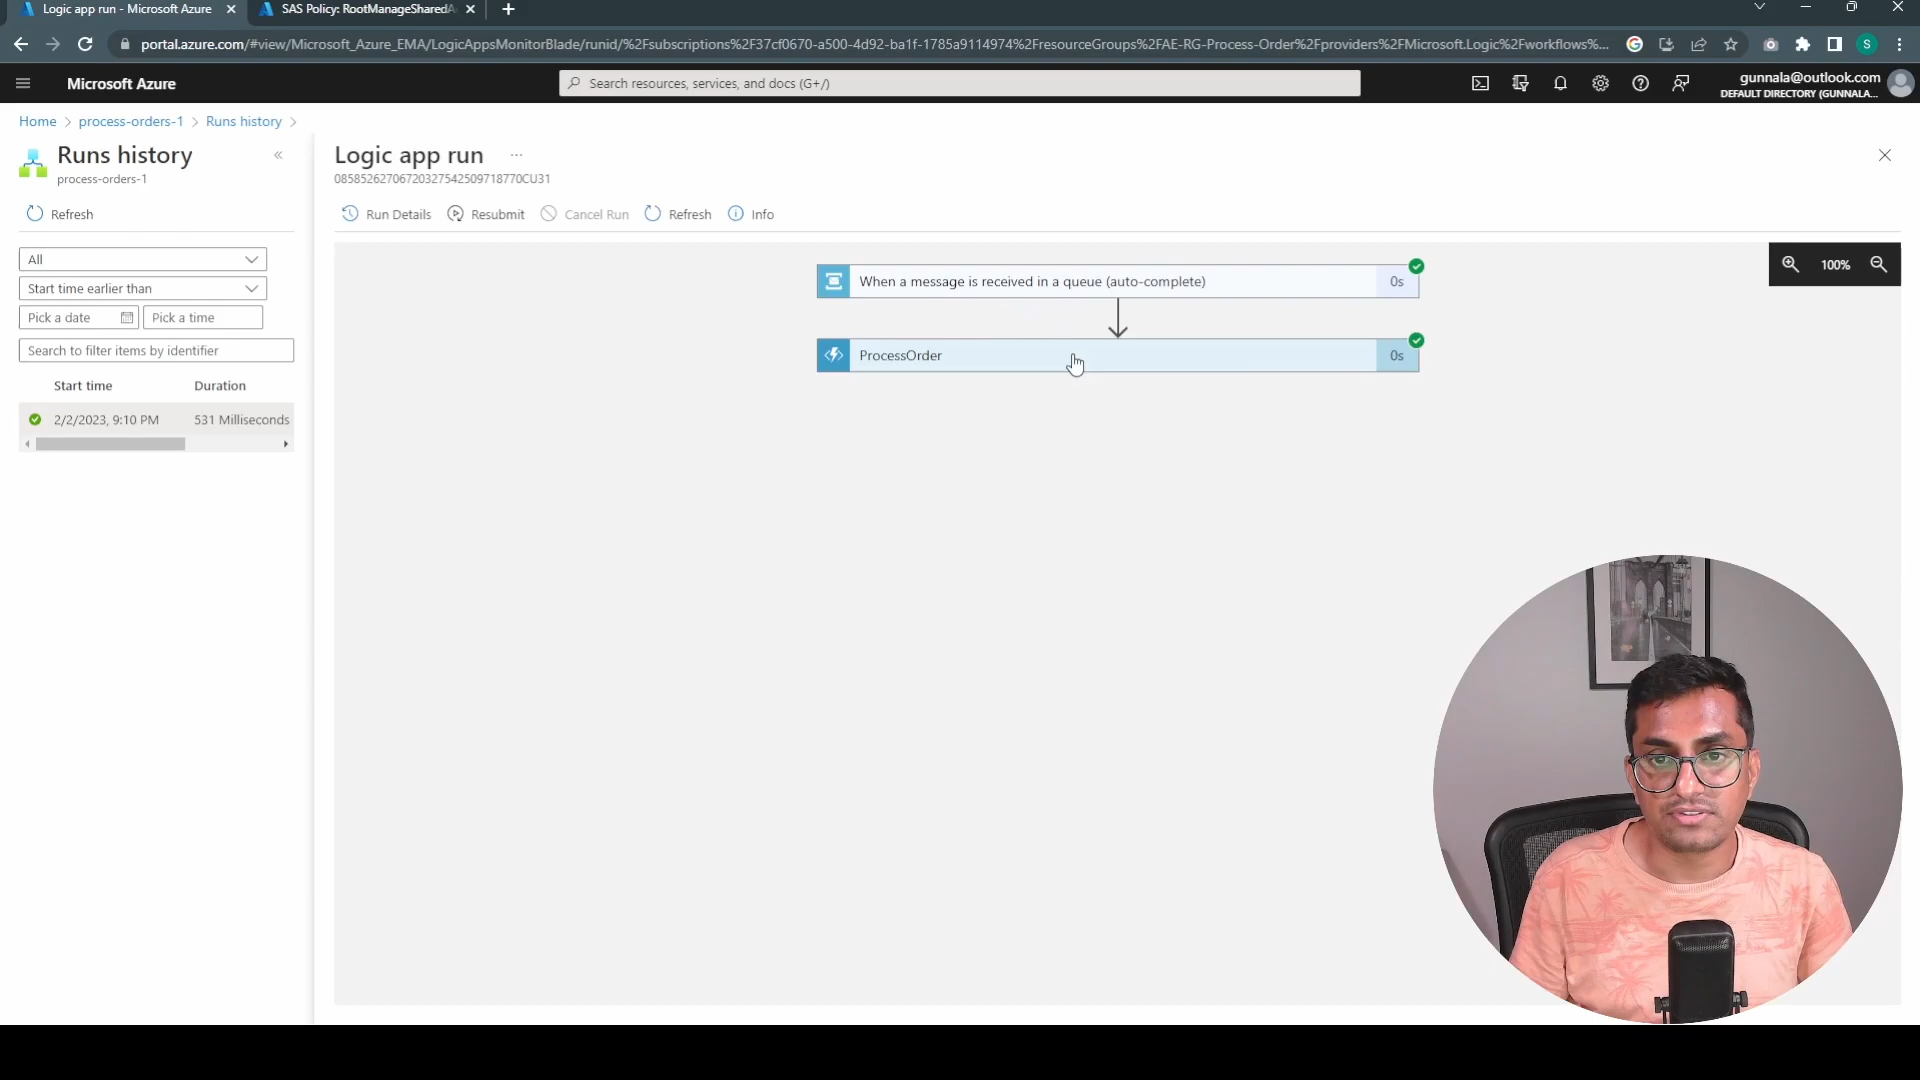 Logic app run - Microsoft Azure
SAS Policy: RootManageSharedA
portal.azure.com/#view/Microsoft_Azure_EMA/LogicAppsMonitorBlade/runid/%2Fsubscriptions%2F37cf0670-a500-4d92-ba1f-1785a9114974%2FresourceGroups%2FAE-RG-Process-Order%2Fproviders%2FMicrosoft.Logic%2Fworkflows%...
S
Microsoft Azure
Search resources, services, and docs (G+/)
gunnala@outlook.com
DEFAULT DIRECTORY (GUNNALA...
Home > process-orders-1 > Runs history >
Runs history
process-orders-1
Refresh
All
Start time earlier than
Pick a date
Pick a time
Search to filter items by identifier
Start time Duration
2/2/2023, 9:10 PM 531 Milliseconds
Logic app run ...
08585262706720327542509718770CU31
Run Details Resubmit Cancel Run Refresh Info
When a message is received in a queue (auto-complete) 0s
ProcessOrder 0s
100%